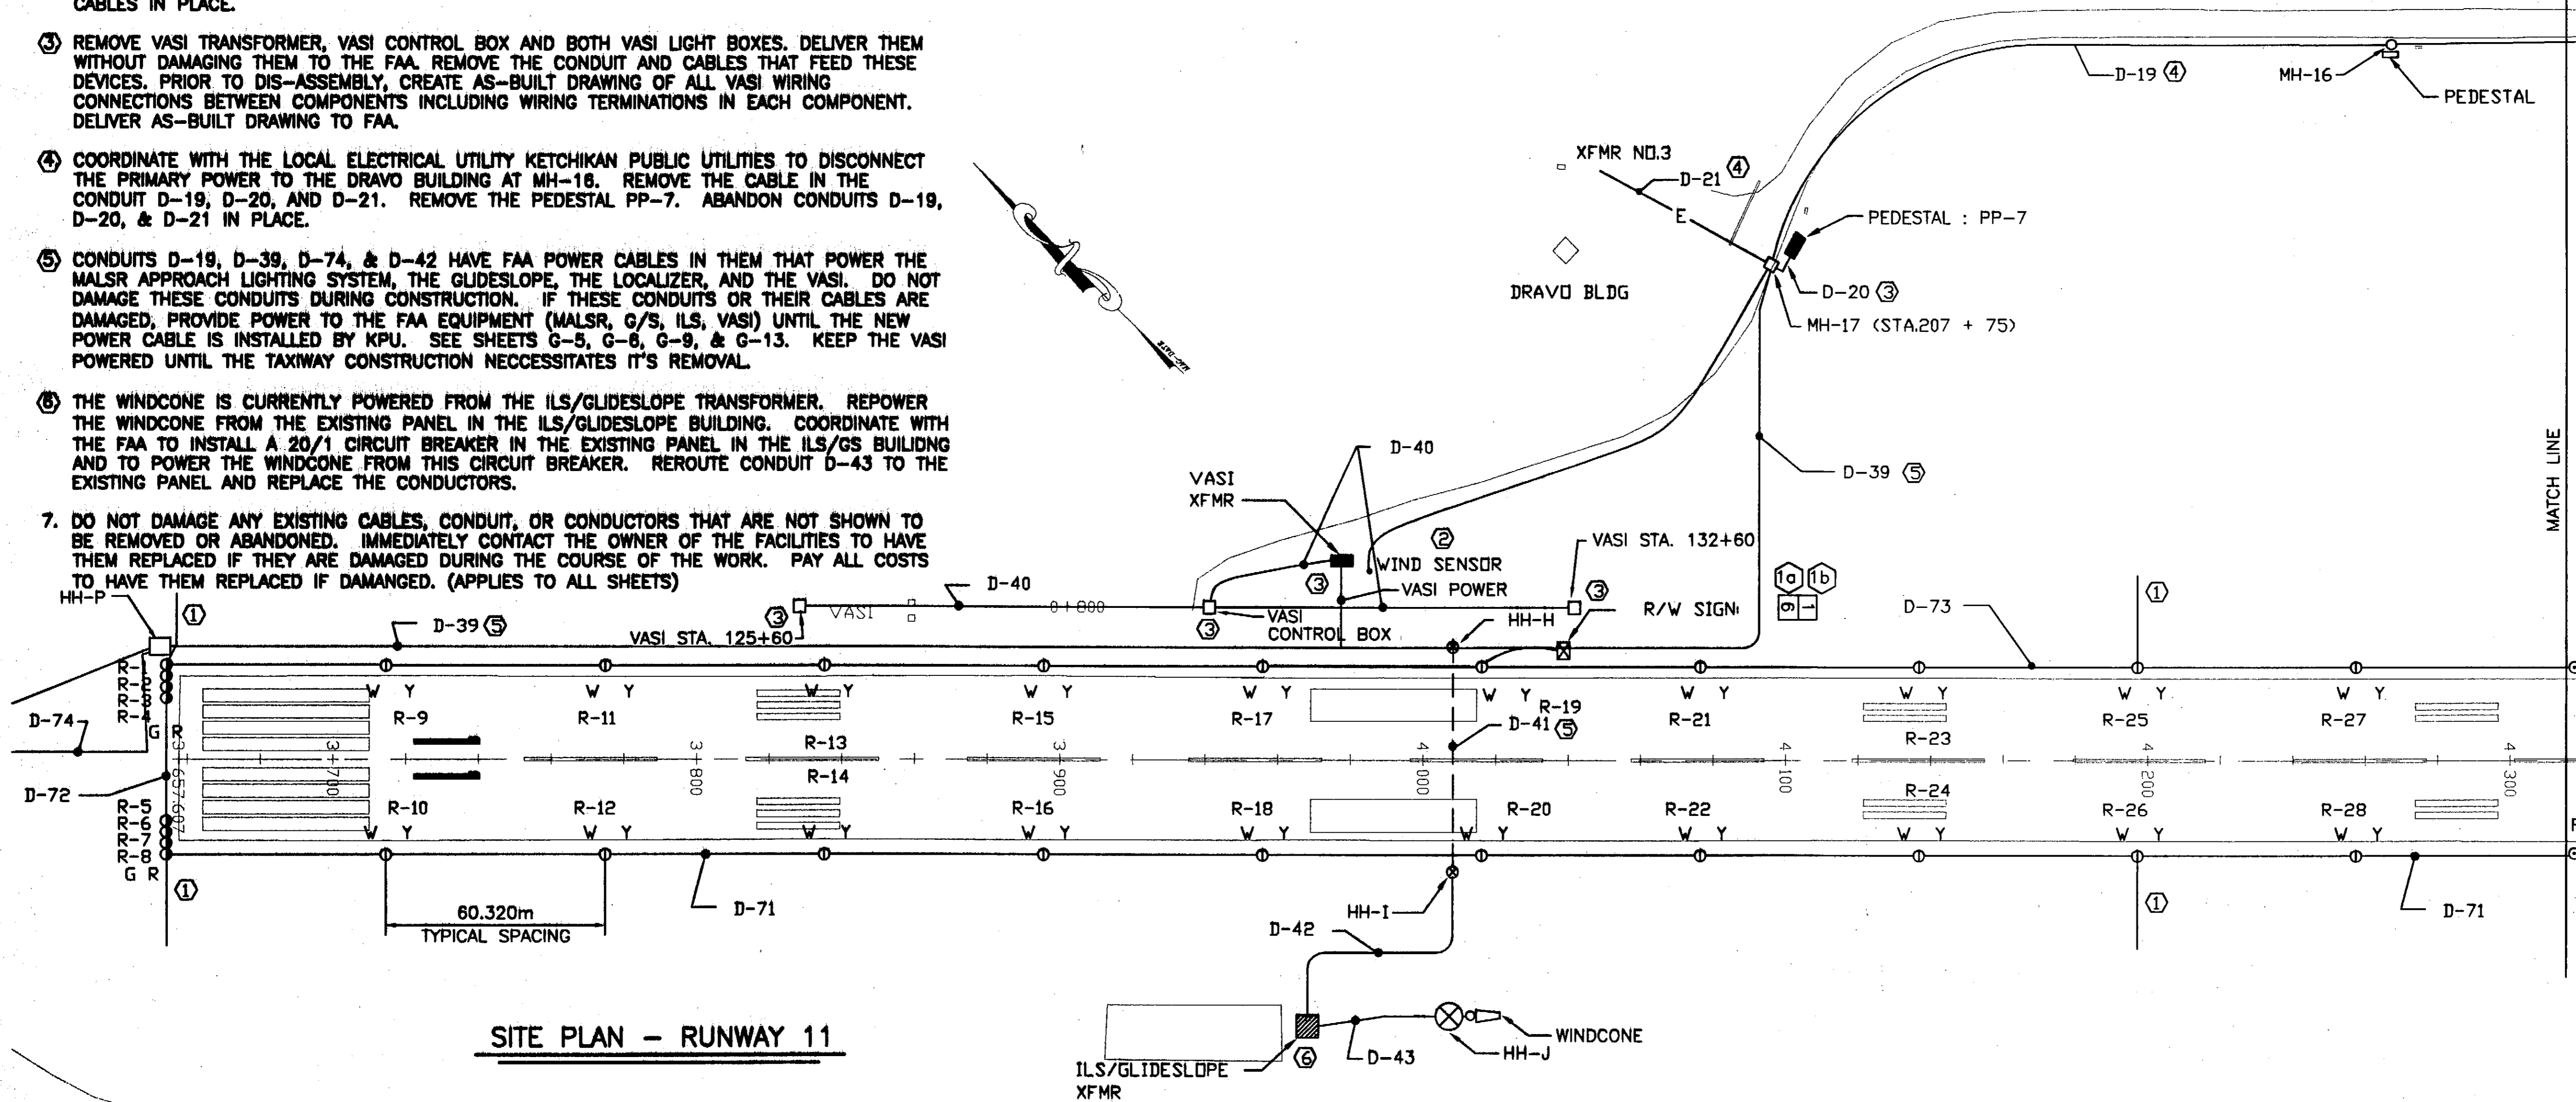 CABLES IN PLACE.
3 REMOVE VASI TRANSFORMER, VASI CONTROL BOX AND BOTH VASI LIGHT BOXES. DELIVER THEM
WITHOUT DAMAGING THEM TO THE FAA. REMOVE THE CONDUIT AND CABLES THAT FEED THESE
DEVICES. PRIOR TO DIS-ASSEMBLY, CREATE AS-BUILT DRAWING OF ALL VASI WIRING
CONNECTIONS BETWEEN COMPONENTS INCLUDING WIRING TERMINATIONS IN EACH COMPONENT.
DELIVER AS-BUILT DRAWING TO FAA.
4 COORDINATE WITH THE LOCAL ELECTRICAL UTILITY KETCHIKAN PUBLIC UTILITIES TO DISCONNECT
THE PRIMARY POWER TO THE DRAVO BUILDING AT MH-16. REMOVE THE CABLE IN THE
CONDUIT D-19, D-20, AND D-21. REMOVE THE PEDESTAL PP-7. ABANDON CONDUITS D-19,
D-20, & D-21 IN PLACE.
5 CONDUITS D-19, D-39, D-74, & D-42 HAVE FAA POWER CABLES IN THEM THAT POWER THE
MALSR APPROACH LIGHTING SYSTEM, THE GLIDESLOPE, THE LOCALIZER, AND THE VASI. DO NOT
DAMAGE THESE CONDUITS DURING CONSTRUCTION. IF THESE CONDUITS OR THEIR CABLES ARE
DAMAGED, PROVIDE POWER TO THE FAA EQUIPMENT (MALSR, G/S, ILS, VASI) UNTIL THE NEW
POWER CABLE IS INSTALLED BY KPU. SEE SHEETS G-5, G-6, G-9, & G-13. KEEP THE VASI
POWERED UNTIL THE TAXIWAY CONSTRUCTION NECCESSITATES IT'S REMOVAL.
6 THE WINDCONE IS CURRENTLY POWERED FROM THE ILS/GLIDESLOPE TRANSFORMER. REPOWER
THE WINDCONE FROM THE EXISTING PANEL IN THE ILS/GLIDESLOPE BUILDING. COORDINATE WITH
THE FAA TO INSTALL A 20/1 CIRCUIT BREAKER IN THE EXISTING PANEL IN THE ILS/GS BUILIDNG
AND TO POWER THE WINDCONE FROM THIS CIRCUIT BREAKER. REROUTE CONDUIT D-43 TO THE
EXISTING PANEL AND REPLACE THE CONDUCTORS.
7. DO NOT DAMAGE ANY EXISTING CABLES, CONDUIT, OR CONDUCTORS THAT ARE NOT SHOWN TO
BE REMOVED OR ABANDONED. IMMEDIATELY CONTACT THE OWNER OF THE FACILITIES TO HAVE
THEM REPLACED IF THEY ARE DAMAGED DURING THE COURSE OF THE WORK. PAY ALL COSTS
TO HAVE THEM REPLACED IF DAMANGED. (APPLIES TO ALL SHEETS)
D-19 4
MH-16
PEDESTAL
XFMR NO.3
D-21 4
E
PEDESTAL : PP-7
DRAVO BLDG
D-20 3
MH-17 (STA.207 + 75)
D-39 5
MATCH LINE
D-40
VASI
XFMR
2
WIND SENSOR
3
VASI POWER
VASI STA. 132+60
3
1a 1b
R/W SIGN
1
6
HH-H
D-73
1
HH-P
1
D-39 5
3
VASI
VASI STA. 125+60
D-40
0+800
3
VASI
CONTROL BOX
R-1
R-2
R-3
R-4
G R
D-74
D-72
R-5
R-6
R-7
R-8
G R
1
W Y W Y W Y W Y W Y W Y W Y W Y W Y W Y
R-9
R-11
R-13
R-15
R-17
R-19
R-21
R-23
R-25
R-27
D-41 5
3+657.607
3+700
3+800
3+900
4+000
4+100
4+200
4+300
R-10
R-12
R-14
R-16
R-18
R-20
R-22
R-24
R-26
R-28
W Y W Y W Y W Y W Y W Y W Y W Y W Y W Y
60.320m
TYPICAL SPACING
D-71
HH-I
D-42
1
D-71
SITE PLAN - RUNWAY 11
ILS/GLIDESLOPE
XFMR
6
D-43
HH-J
WINDCONE